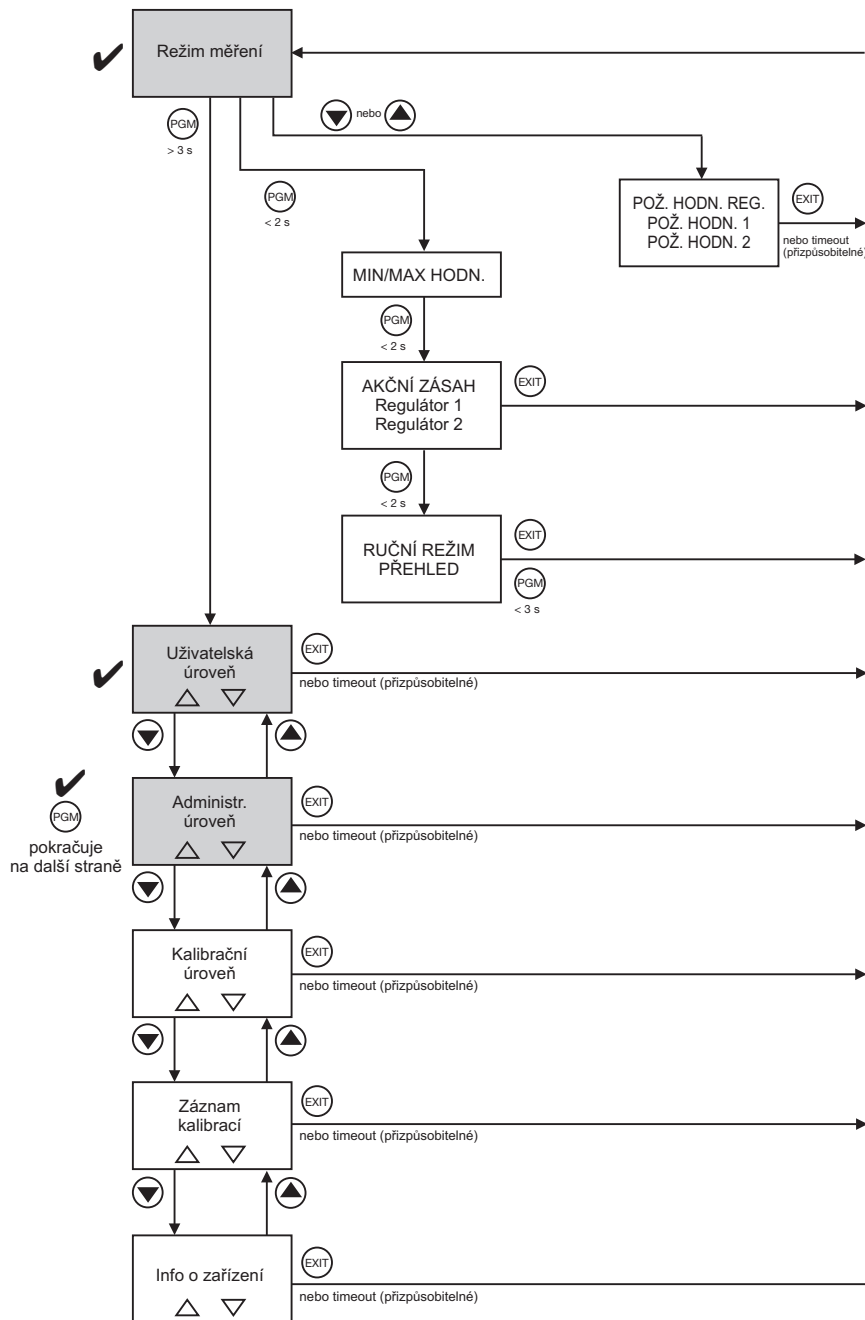 Režim měření
PGM
> 3 s
nebo
PGM
< 2 s
POŽ. HODN. REG.
POŽ. HODN. 1
POŽ. HODN. 2
EXIT
nebo timeout
(přizpůsobitelné)
MIN/MAX HODN.
PGM
< 2 s
AKČNÍ ZÁSAH
Regulátor 1
Regulátor 2
EXIT
PGM
< 2 s
RUČNÍ REŽIM
PŘEHLED
EXIT
PGM
< 3 s
Uživatelská
úroveň
EXIT
nebo timeout (přizpůsobitelné)
PGM
pokračuje
na další straně
Administr.
úroveň
EXIT
nebo timeout (přizpůsobitelné)
Kalibrační
úroveň
EXIT
nebo timeout (přizpůsobitelné)
Záznam
kalibrací
EXIT
nebo timeout (přizpůsobitelné)
Info o zařízení
EXIT
nebo timeout (přizpůsobitelné)